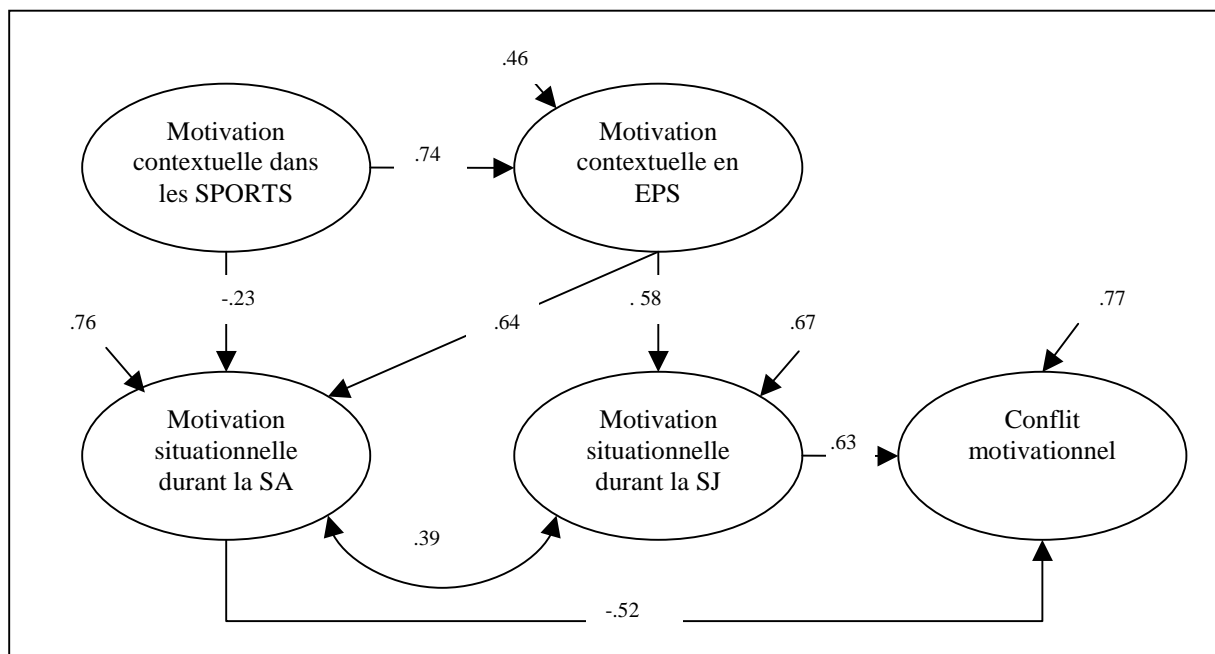 .46
Motivation
contextuelle dans
les SPORTS
.74
Motivation
contextuelle en
EPS
-.23
.64
. 58
.76
.67
.77
Motivation
situationnelle
durant la SA
Motivation
situationnelle
durant la SJ
.63
Conflit
motivationnel
.39
-.52